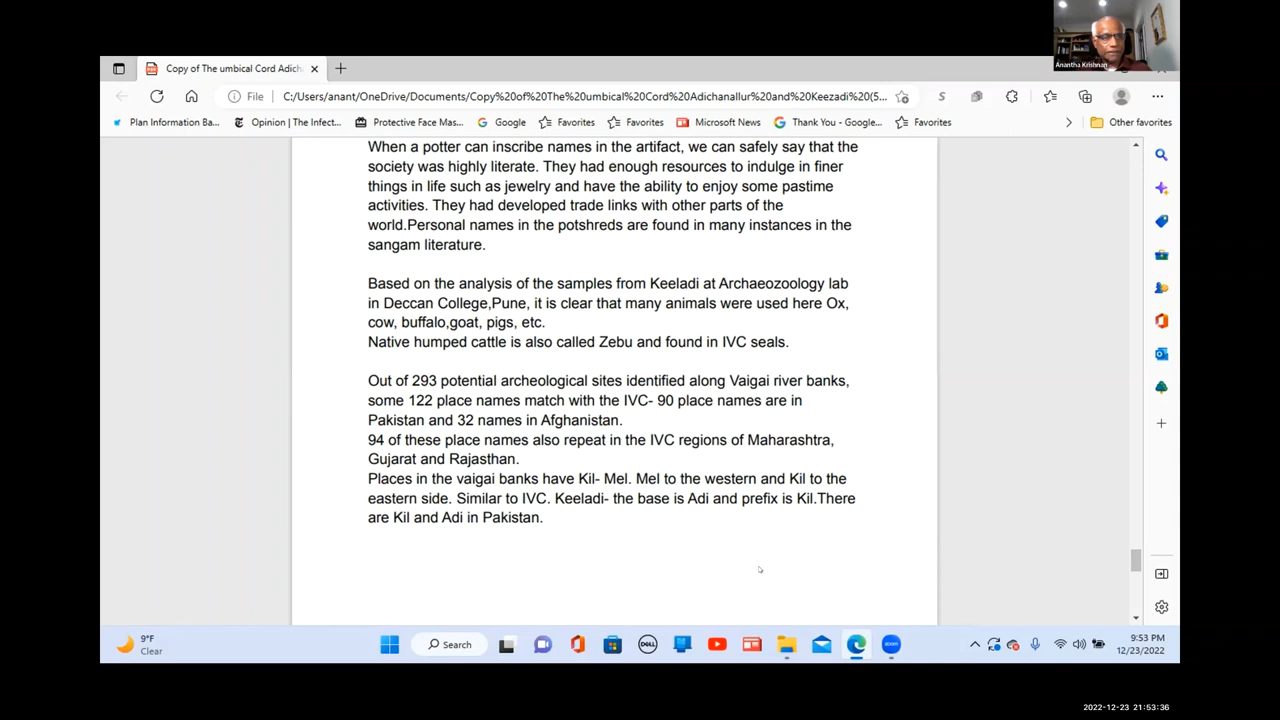 Anantha Krishnan
Copy of The umbical Cord Adich
File
C:/Users/anant/OneDrive/Documents/Copy%20of%20The%20umbical%20Cord%20Adichanallur%20and%20Keezadi%20(5...
Plan Information Ba...
Opinion | The Infect...
Protective Face Mas...
Google
Favorites
Favorites
Microsoft News
Thank You - Google...
Favorites
Other favorites
When a potter can inscribe names in the artifact, we can safely say that the
society was highly literate. They had enough resources to indulge in finer
things in life such as jewelry and have the ability to enjoy some pastime
activities. They had developed trade links with other parts of the
world.Personal names in the potshreds are found in many instances in the
sangam literature.
Based on the analysis of the samples from Keeladi at Archaeozoology lab
in Deccan College,Pune, it is clear that many animals were used here Ox,
cow, buffalo,goat, pigs, etc.
Native humped cattle is also called Zebu and found in IVC seals.
Out of 293 potential archeological sites identified along Vaigai river banks,
some 122 place names match with the IVC- 90 place names are in
Pakistan and 32 names in Afghanistan.
94 of these place names also repeat in the IVC regions of Maharashtra,
Gujarat and Rajasthan.
Places in the vaigai banks have Kil- Mel. Mel to the western and Kil to the
eastern side. Similar to IVC. Keeladi- the base is Adi and prefix is Kil.There
are Kil and Adi in Pakistan.
9°F
Clear
Search
DELL
zoom
9:53 PM
12/23/2022
2022-12-23 21:53:36